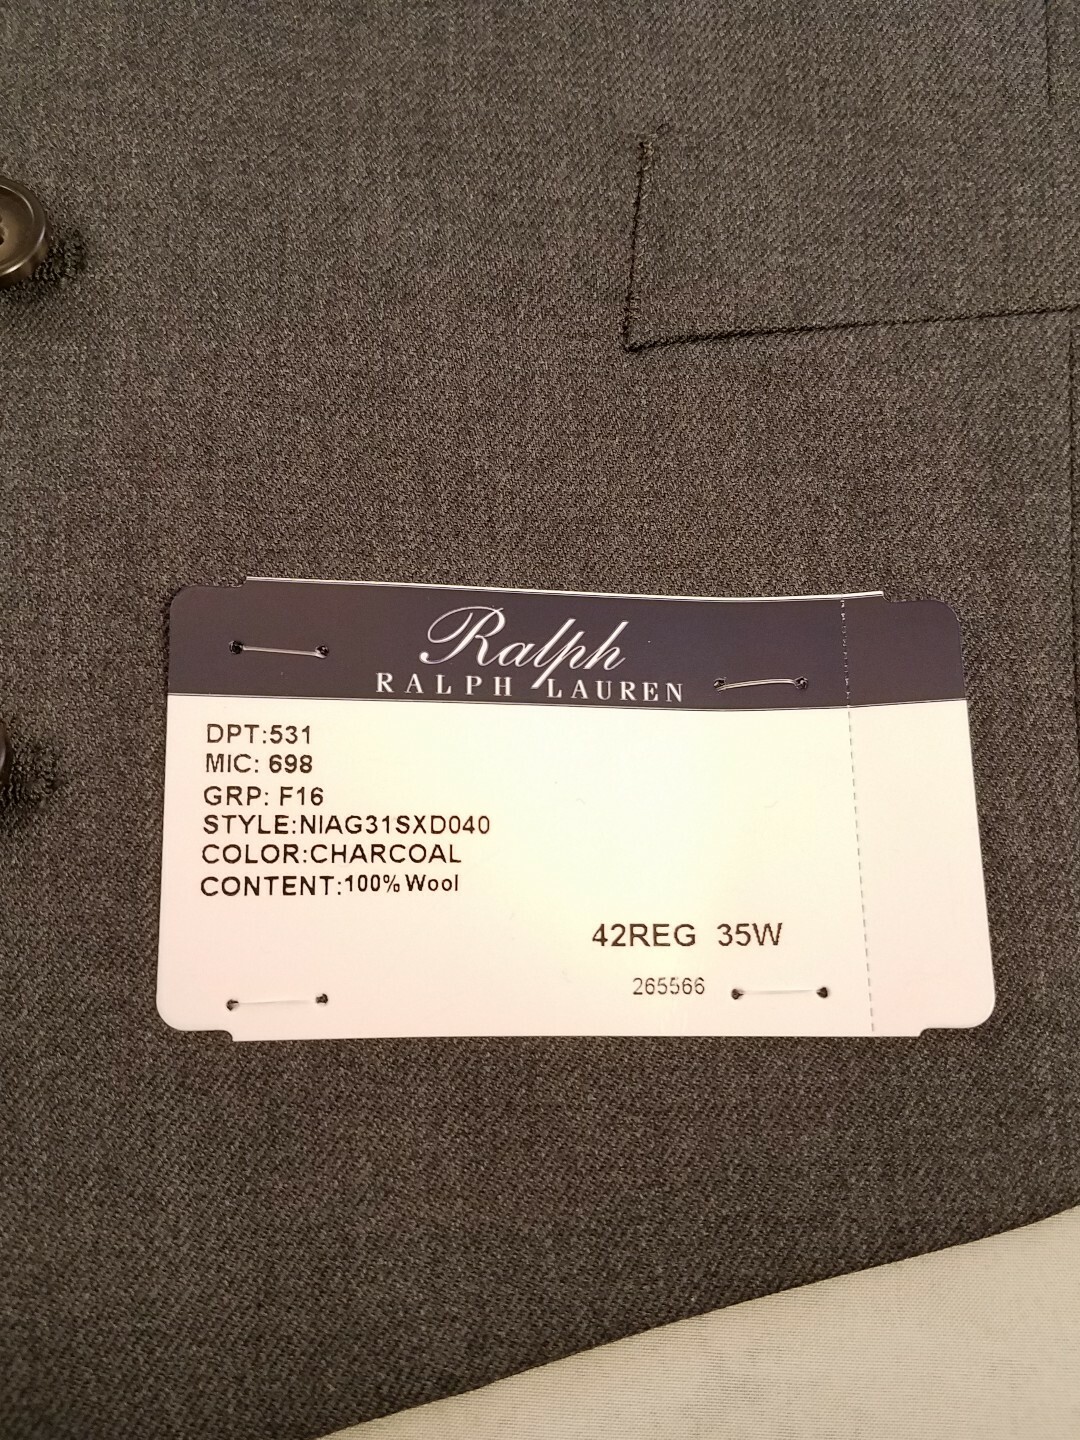 Ralph
RALPH LAUREN
DPT:531
MIC: 698
GRP: F16
STYLE:NIAG31SXD040
COLOR:CHARCOAL
CONTENT:100% Wool
42REG 35W
265566